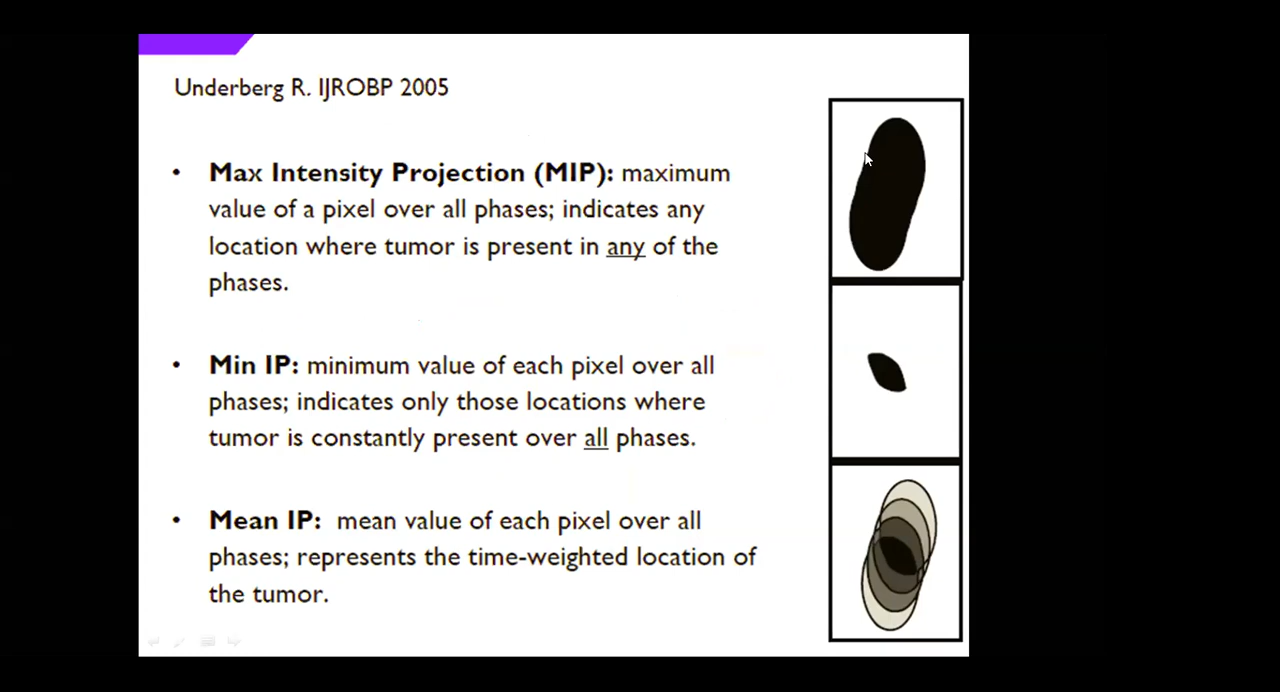 Underberg R. IJROBP 2005
• Max Intensity Projection (MIP): maximum
value of a pixel over all phases; indicates any
location where tumor is present in any of the
phases.
• Min IP: minimum value of each pixel over all
phases; indicates only those locations where
tumor is constantly present over all phases.
• Mean IP: mean value of each pixel over all
phases; represents the time-weighted location of
the tumor.